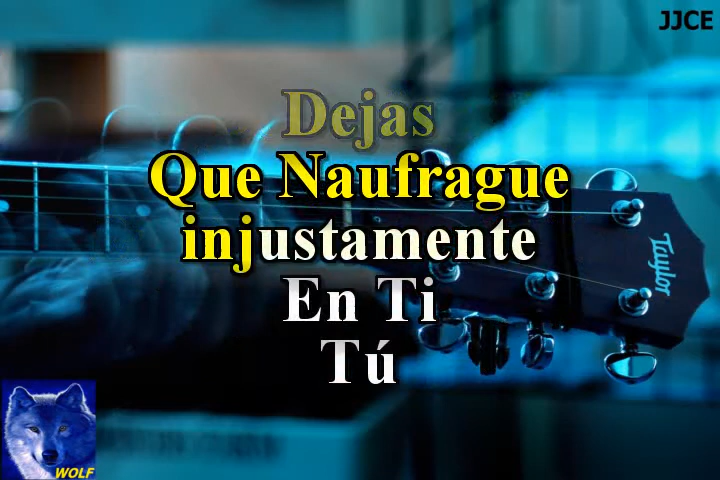 JJCE
Dejas
Que Naufrague
injustamente
En Ti
Tú
Taylor
WOLF